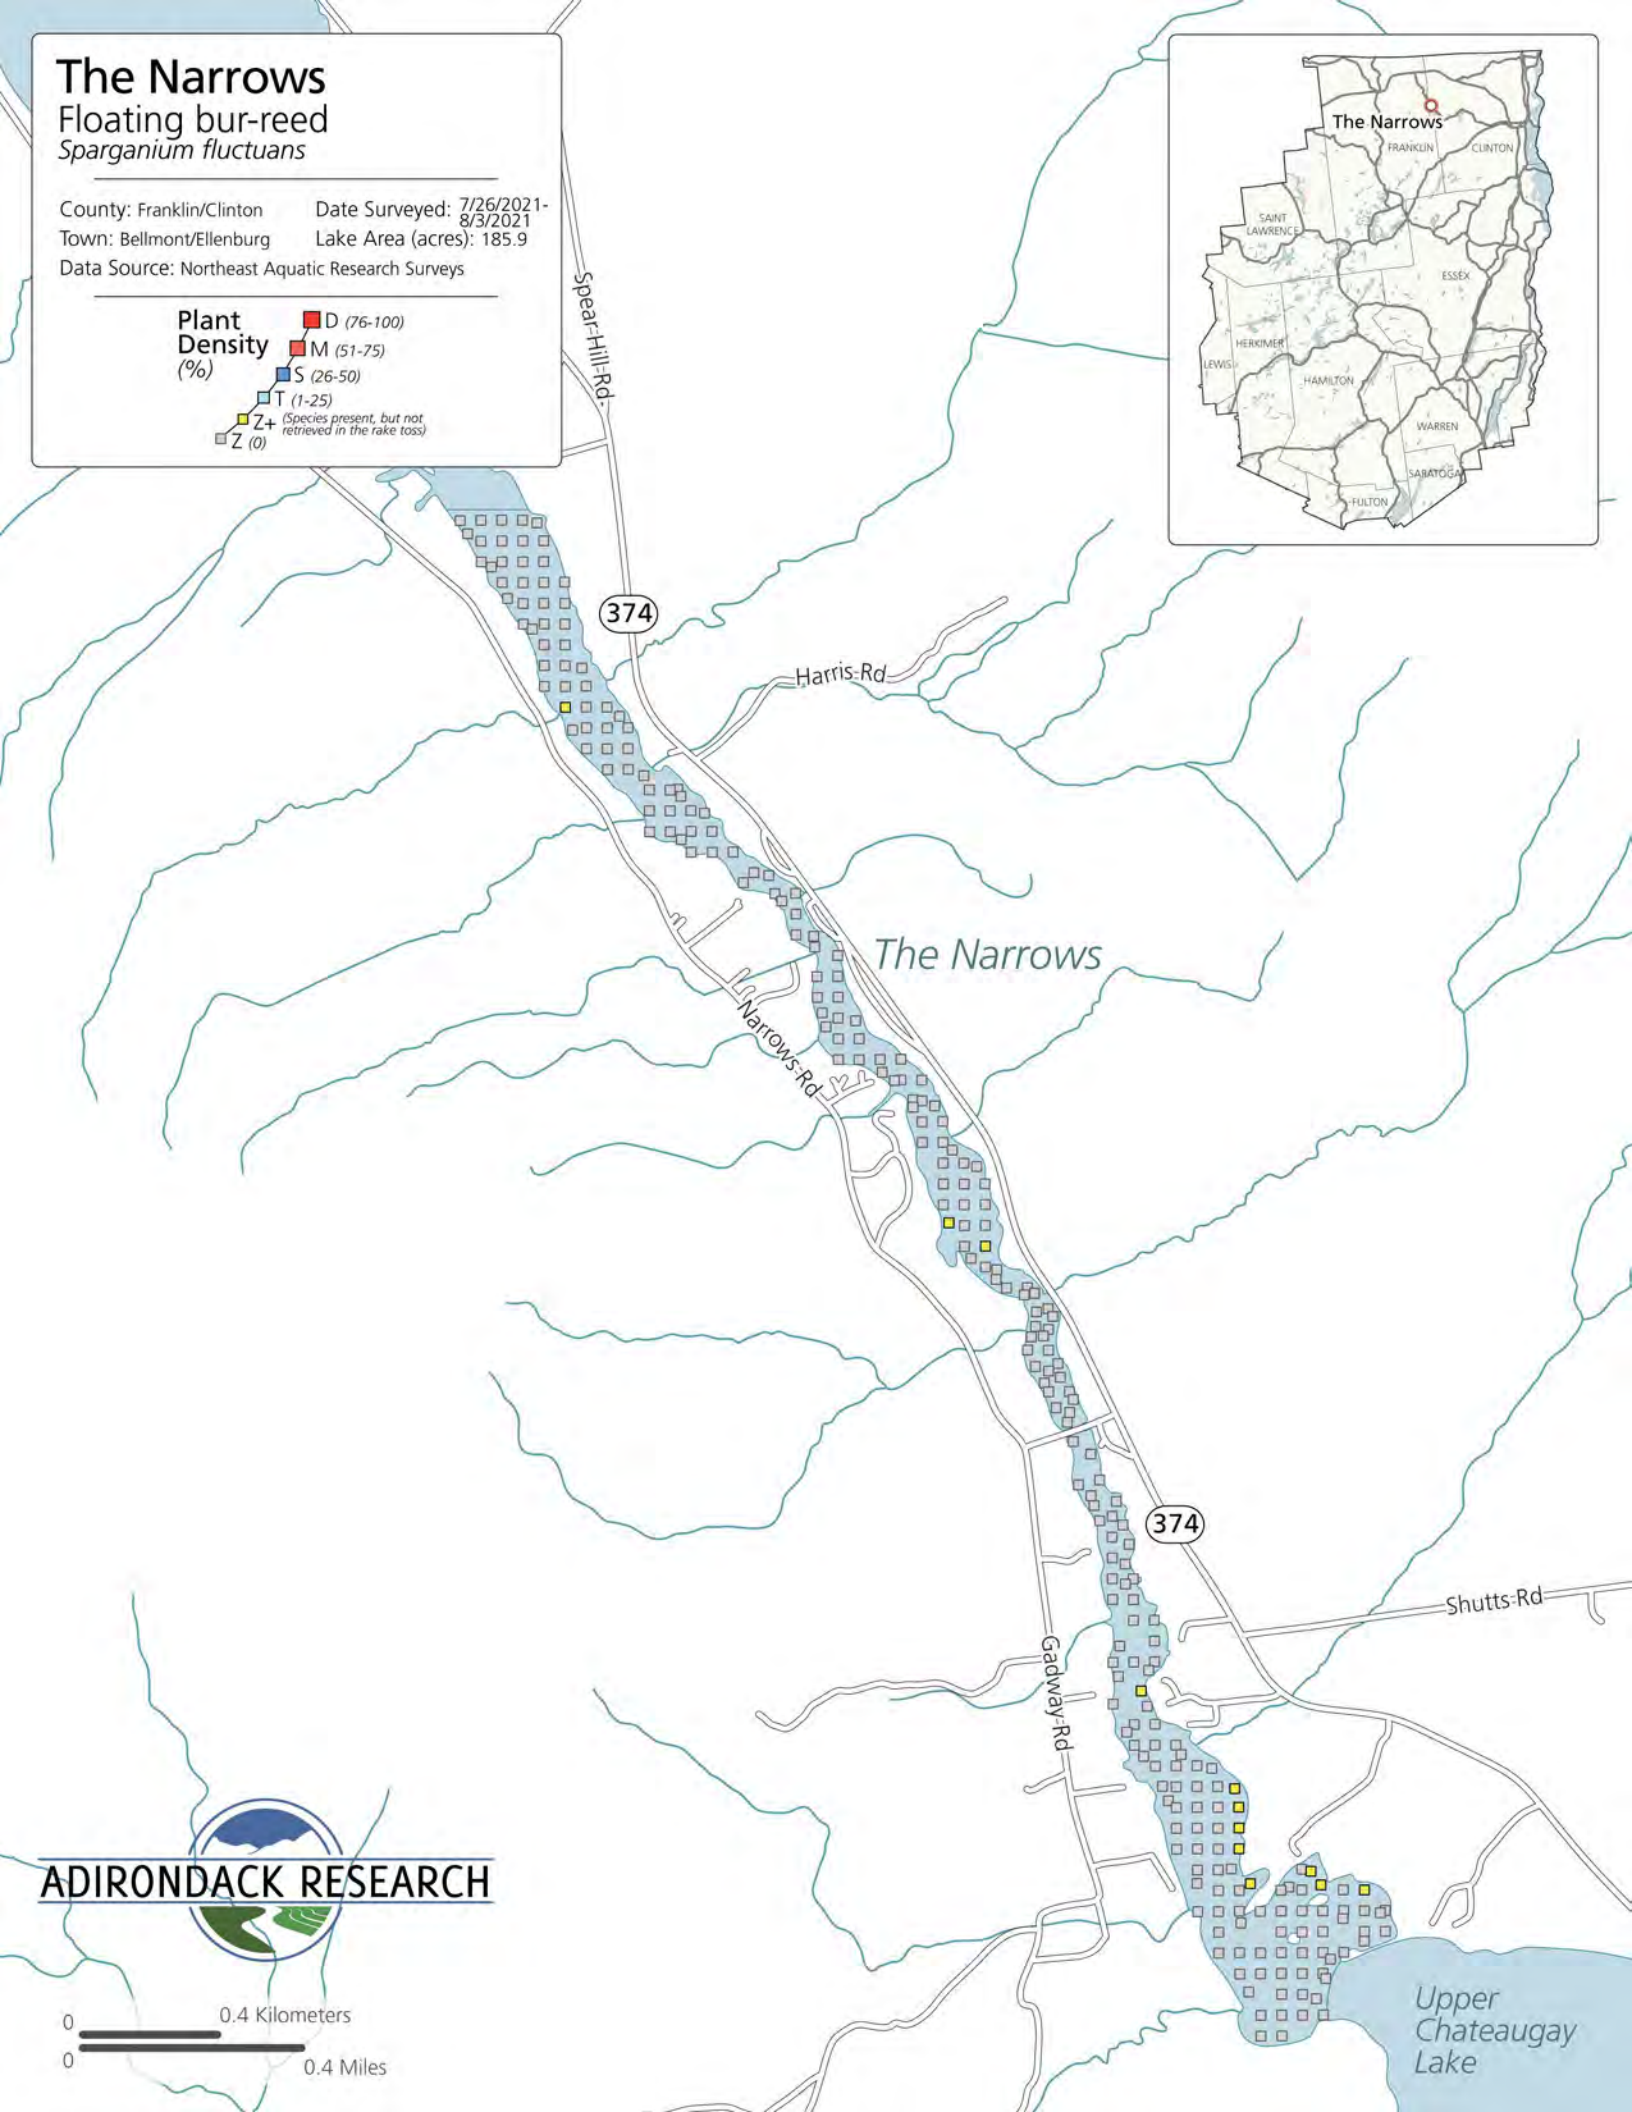 The Narrows
Floating bur-reed
Sparganium fluctuans
County: Franklin/Clinton
Date Surveyed: 7/26/2021-
8/3/2021
Town: Bellmont/Ellenburg
Lake Area (acres): 185.9
Data Source: Northeast Aquatic Research Surveys
Plant
Density
(%)
D (76-100)
M (51-75)
S (26-50)
T (1-25)
Z+ (Species present, but not
retrieved in the rake toss)
Z (0)
The Narrows
FRANKLIN
CLINTON
SAINT
LAWRENCE
ESSEX
HERKIMER
LEWIS
HAMILTON
WARREN
SARATOGA
FULTON
Spear-Hill-Rd-
374
Harris-Rd
The Narrows
Narrows-Rd
374
Shutts-Rd
Gadway-Rd
ADIRONDACK RESEARCH
0
0.4 Kilometers
0
0.4 Miles
Upper
Chateaugay
Lake